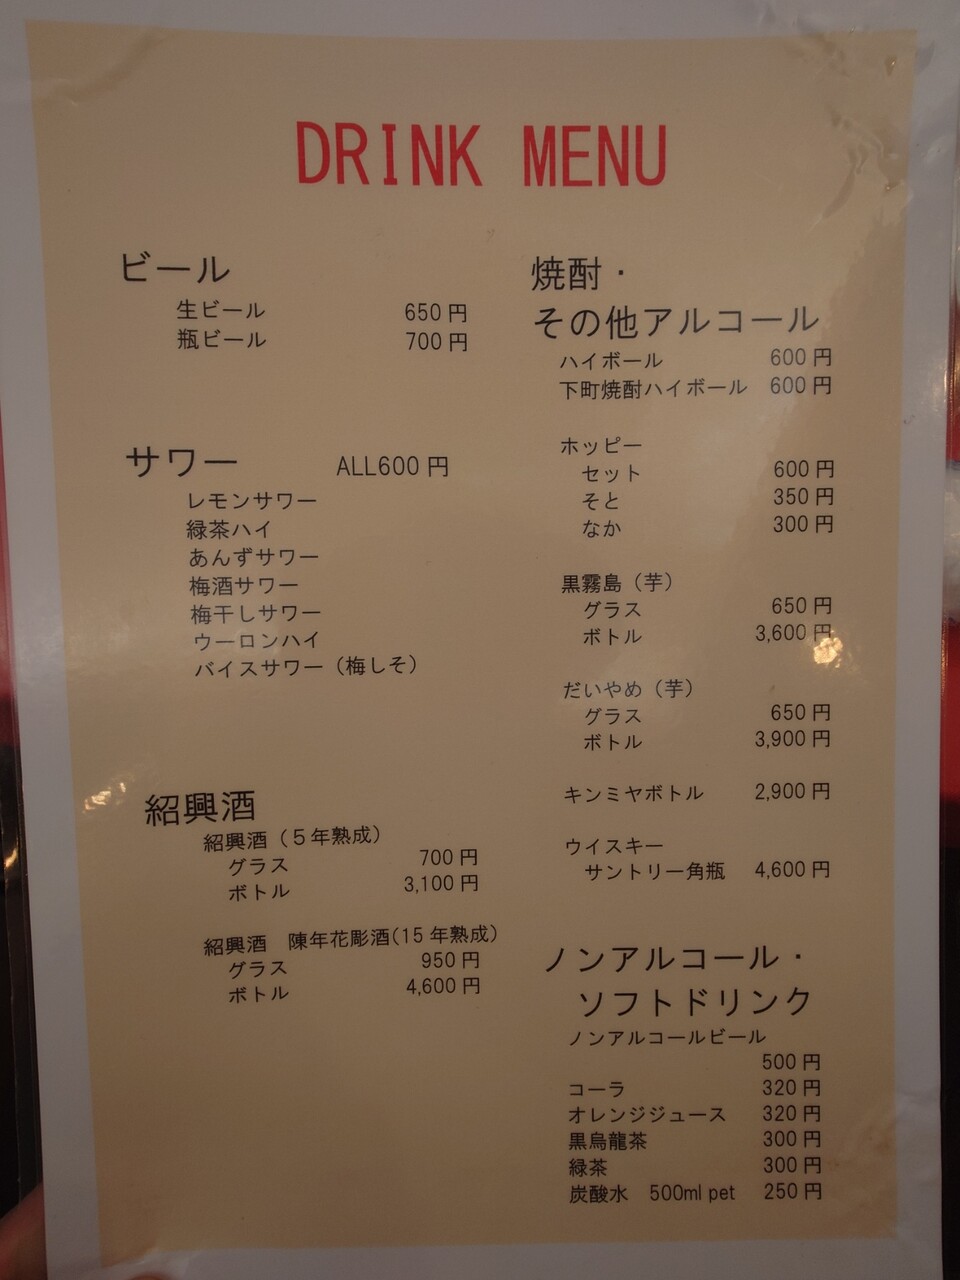 DRINK MENU
ビール
生ビール 650円
瓶ビール 700円
サワー ALL600円
レモンサワー
緑茶ハイ
あんずサワー
梅酒サワー
梅干しサワー
ウーロンハイ
バイスサワー（梅しそ）
紹興酒
紹興酒（５年熟成）
グラス 700円
ボトル 3,100円
紹興酒 陳年花彫酒(15年熟成)
グラス 950円
ボトル 4,600円
焼酎・
その他アルコール
ハイボール 600円
下町焼酎ハイボール 600円
ホッピー
セット 600円
そと 350円
なか 300円
黒霧島（芋）
グラス 650円
ボトル 3,600円
だいやめ（芋）
グラス 650円
ボトル 3,900円
キンミヤボトル 2,900円
ウイスキー
サントリー角瓶 4,600円
ノンアルコール・
ソフトドリンク
ノンアルコールビール
500円
コーラ 320円
オレンジジュース 320円
黒烏龍茶 300円
緑茶 300円
炭酸水 500ml pet 250円